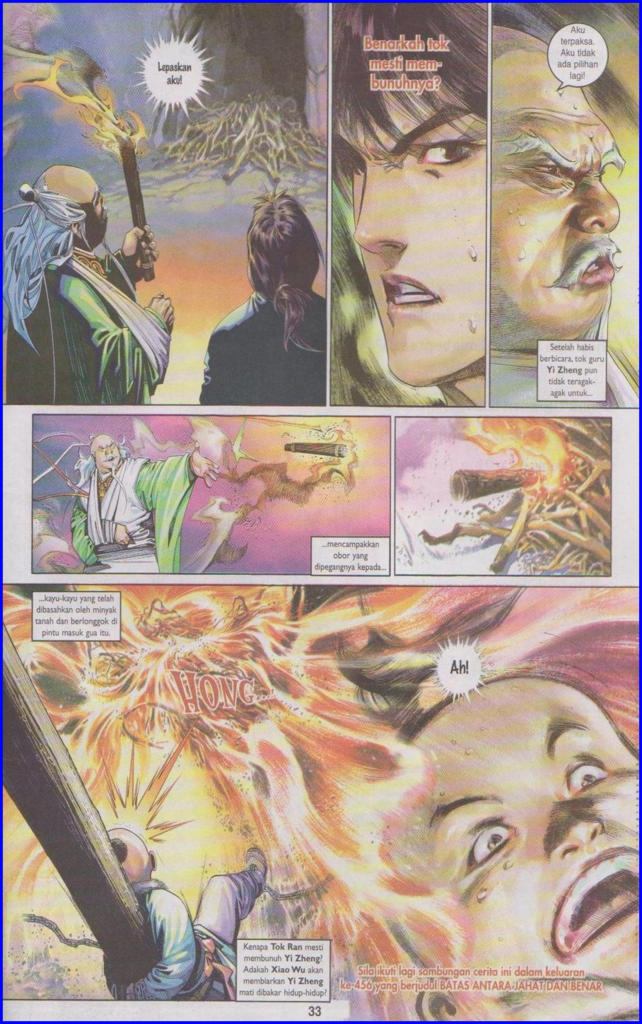 Lepaskan
aku!
Benarkah tok
mesti mem-
bunuhnya?
Aku
terpaksa.
Aku tidak
ada pilihan
lagi!
Setelah habis
berbicara, tok guru
Yi Zheng pun
tidak teragak-
agak untuk...
...mencampakkan
obor yang
dipegangnya kepada...
...kayu-kayu yang telah
dibasahkan oleh minyak
tanah dan berlonggok di
pintu masuk gua itu.
HONG...
Ah!
Kenapa Tok Ran mesti
membunuh Yi Zheng?
Adakah Xiao Wu akan
membiarkan Yi Zheng
mati dibakar hidup-hidup?
Sila ikuti lagi sambungan cerita ini dalam keluaran
ke-456 yang berjudul BATAS ANTARA JAHAT DAN BENAR
33